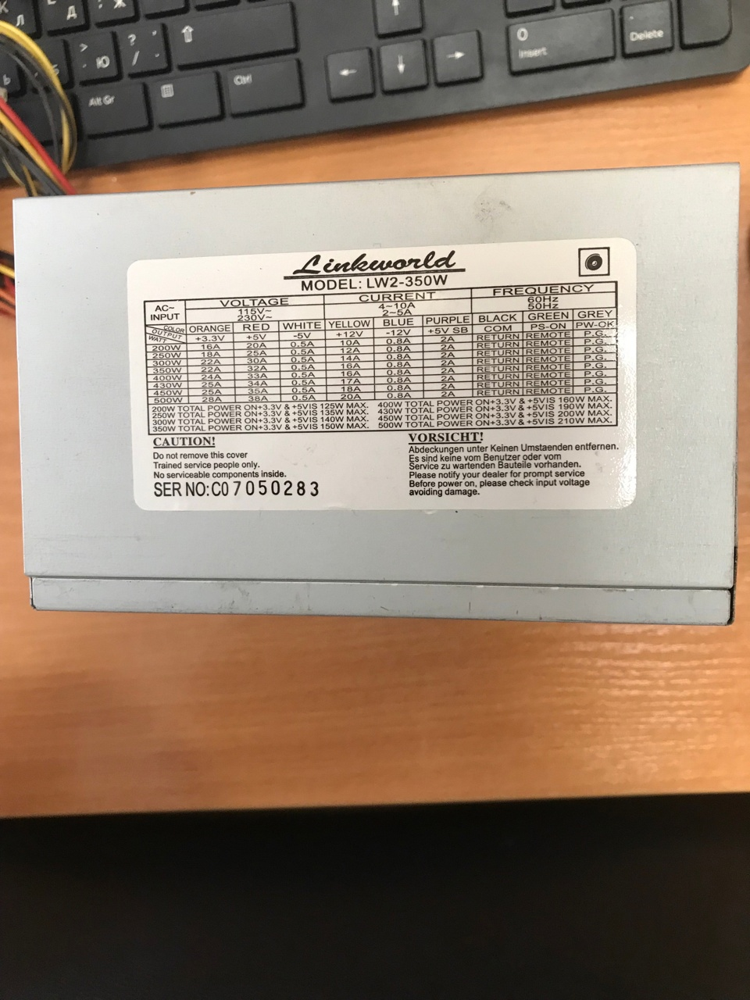 Л
Д
Ж
>
. Ю
?
/ .
Ь
Alt Gr
Ctrl
0
Insert
Delete
Linkworld
MODEL: LW2-350W
AC~ INPUT VOLTAGE CURRENT FREQUENCY
115V~ 4~10A 60Hz
230V~ 2~5A 50Hz
COLOR ORANGE RED WHITE YELLOW BLUE PURPLE BLACK GREEN GREY
OUTPUT WATT +3.3V +5V -5V +12V -12V +5V SB COM PS-ON PW-OK
200W 16A 20A 0.5A 10A 0.8A 2A RETURN REMOTE P.G.
250W 18A 25A 0.5A 12A 0.8A 2A RETURN REMOTE P.G.
300W 22A 30A 0.5A 14A 0.8A 2A RETURN REMOTE P.G.
350W 22A 32A 0.5A 16A 0.8A 2A RETURN REMOTE P.G.
400W 24A 33A 0.5A 16A 0.8A 2A RETURN REMOTE P.G.
430W 25A 34A 0.5A 17A 0.8A 2A RETURN REMOTE P.G.
450W 25A 35A 0.5A 18A 0.8A 2A RETURN REMOTE P.G.
500W 28A 38A 0.5A 20A 0.8A 2A RETURN REMOTE P.G.
200W TOTAL POWER ON+3.3V & +5VIS 125W MAX. 400W TOTAL POWER ON+3.3V & +5VIS 160W MAX.
250W TOTAL POWER ON+3.3V & +5VIS 135W MAX. 430W TOTAL POWER ON+3.3V & +5VIS 190W MAX.
300W TOTAL POWER ON+3.3V & +5VIS 140W MAX. 450W TOTAL POWER ON+3.3V & +5VIS 200W MAX.
350W TOTAL POWER ON+3.3V & +5VIS 150W MAX. 500W TOTAL POWER ON+3.3V & +5VIS 210W MAX.
CAUTION!
Do not remove this cover
Trained service people only.
No serviceable components inside.
SER NO: C07050283
VORSICHT!
Abdeckungen unter Keinen Umstaenden entfernen.
Es sind keine vom Benutzer oder vom
Service zu wartenden Bauteile vorhanden.
Please notify your dealer for prompt service
Before power on, please check input voltage
avoiding damage.